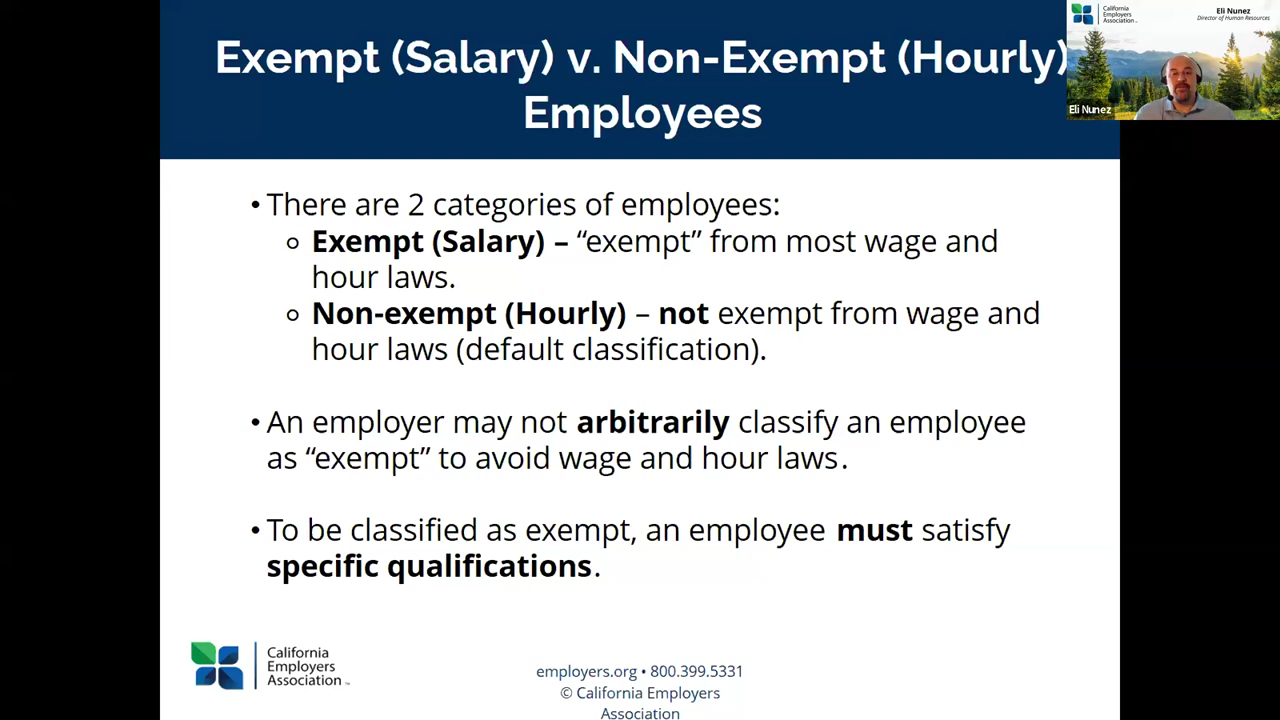 Exempt (Salary) v. Non-Exempt (Hourly)
Employees
California
Employers
Association
Eli Nunez
Director of Human Resources
Eli Nunez
• There are 2 categories of employees:
○ Exempt (Salary) – “exempt” from most wage and
hour laws.
○ Non-exempt (Hourly) – not exempt from wage and
hour laws (default classification).
• An employer may not arbitrarily classify an employee
as “exempt” to avoid wage and hour laws.
• To be classified as exempt, an employee must satisfy
specific qualifications.
California
Employers
Association™
employers.org • 800.399.5331
© California Employers
Association